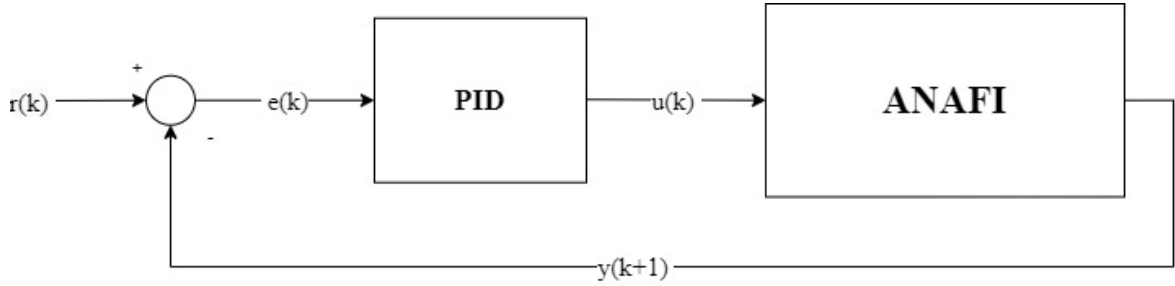 +
r(k)
e(k)
PID
u(k)
ANAFI
-
y(k+1)